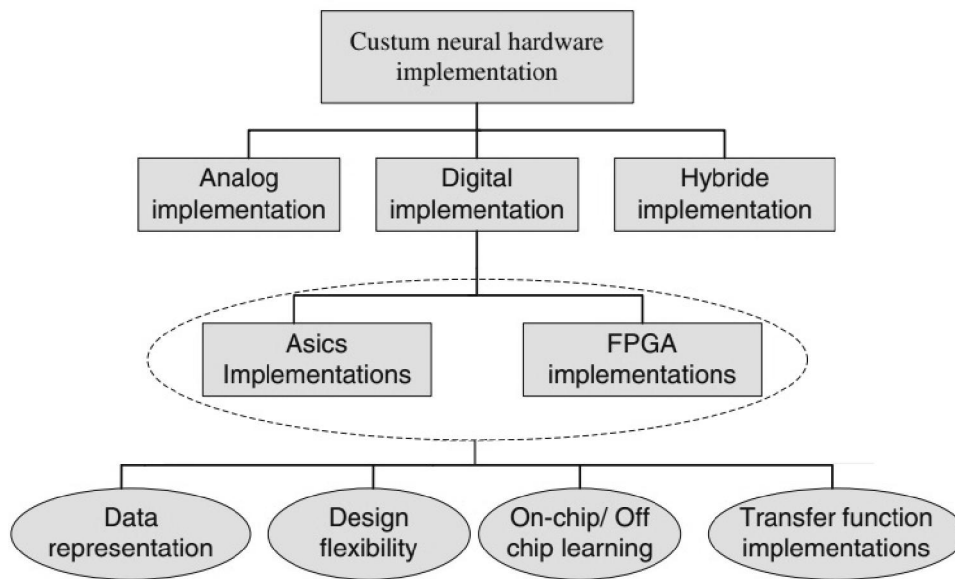 Custum neural hardware
implementation
Analog
implementation
Digital
implementation
Hybride
implementation
Asics
Implementations
FPGA
implementations
Data
representation
Design
flexibility
On-chip/ Off
chip learning
Transfer function
implementations